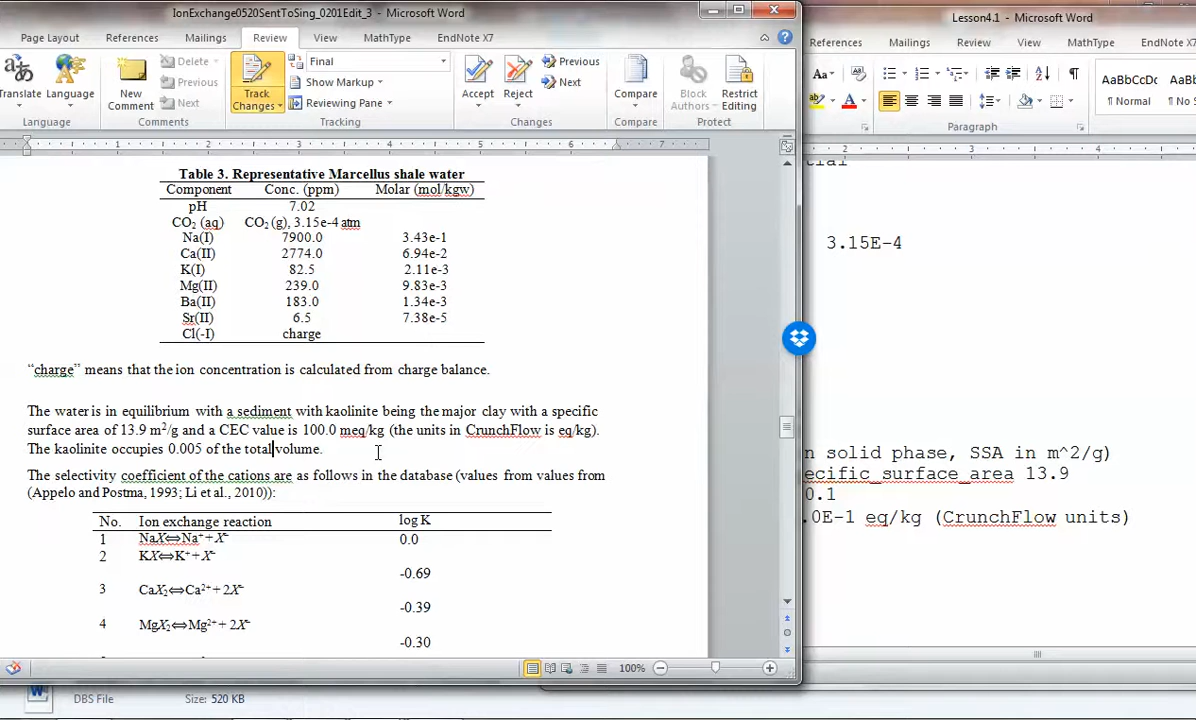 IonExchange0520SentToSing_0201Edit_3 - Microsoft Word
Page Layout References Mailings Review View MathType EndNote X7
Translate Language New Comment Delete Previous Next
Track Changes Final Show Markup Reviewing Pane
Accept Reject Previous Next Compare Block Authors Restrict Editing
Language Comments Tracking Changes Compare Protect
1 2 3 4 5 6 7
Table 3. Representative Marcellus shale water
Component Conc. (ppm) Molar (mol/kgw)
pH 7.02
CO2 (aq) CO2 (g), 3.15e-4 atm
Na(I) 7900.0 3.43e-1
Ca(II) 2774.0 6.94e-2
K(I) 82.5 2.11e-3
Mg(II) 239.0 9.83e-3
Ba(II) 183.0 1.34e-3
Sr(II) 6.5 7.38e-5
Cl(-I) charge
“charge” means that the ion concentration is calculated from charge balance.
The water is in equilibrium with a sediment with kaolinite being the major clay with a specific
surface area of 13.9 m2/g and a CEC value is 100.0 meq/kg (the units in CrunchFlow is eq/kg).
The kaolinite occupies 0.005 of the total volume.
The selectivity coefficient of the cations are as follows in the database (values from values from
(Appelo and Postma, 1993; Li et al., 2010)):
No. Ion exchange reaction log K
1 NaX⇔Na+ + X- 0.0
2 KX⇔K+ + X-
-0.69
3 CaX2⇔Ca2+ + 2X-
-0.39
4 MgX2⇔Mg2+ + 2X-
-0.30
100%
DBS File Size: 520 KB
Lesson4.1 - Microsoft Word
References Mailings Review View MathType EndNote X7
Aa AaBbCcDc AaBbCcDc
¶ Normal ¶ No S
Paragraph
2 3 4
3.15E-4
n solid phase, SSA in m^2/g)
ecific_surface_area 13.9
0.1
.0E-1 eq/kg (CrunchFlow units)